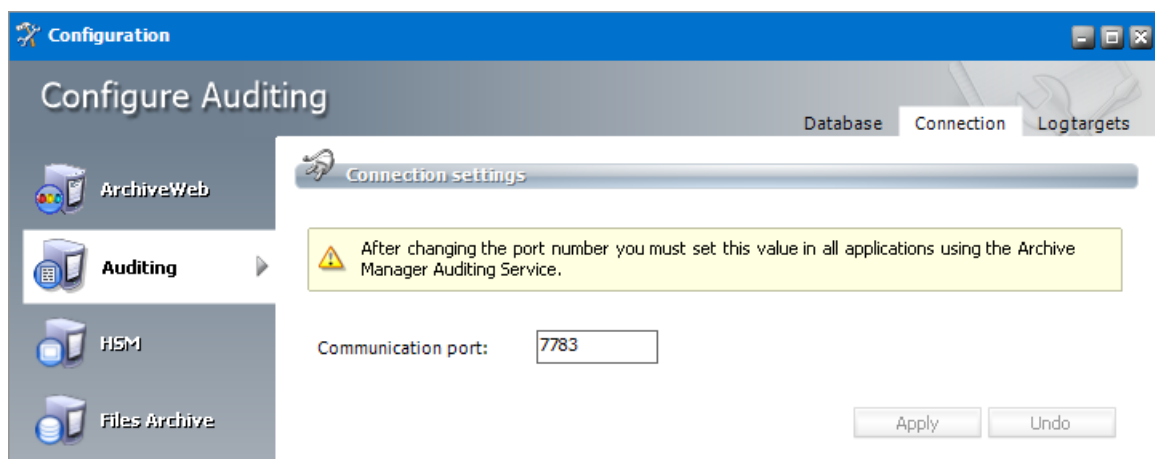 Configuration
Configure Auditing
Database Connection Logtargets
ArchiveWeb
Connection settings
Auditing
After changing the port number you must set this value in all applications using the Archive
Manager Auditing Service.
HSM
Communication port: 7783
Files Archive
Apply Undo